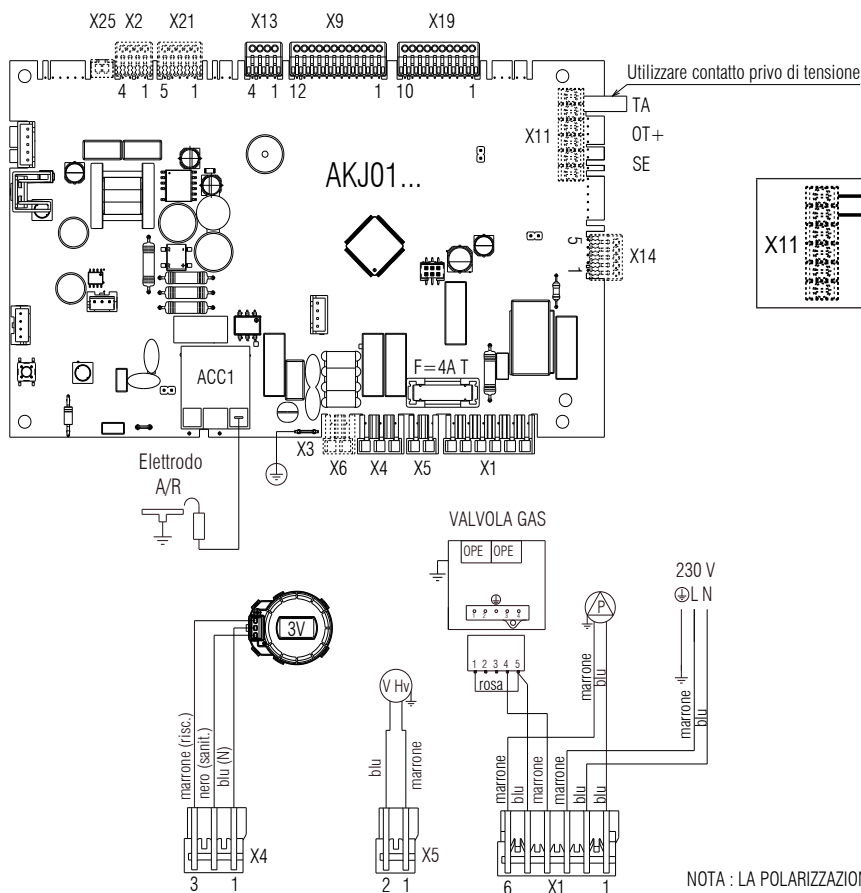 X25 X2 X21 X13 X9 X19
4 1 5 1 4 1 12 1 10 1
Utilizzare contatto privo di tensione
TA
X11
OT+
SE
AKJ01...
X11
5
1
X14
F=4A T
ACC1
X3
X6 X4 X5 X1
Elettrodo
A/R
VALVOLA GAS
OPE OPE
1 2 3 4
230 V
L N
P
3V
1 2 3 4 5
rosa
V Hv
marrone
blu
marrone
blu
marrone (risc.)
nero (sanit.)
blu (N)
blu
marrone
marrone
blu
marrone
marrone
blu
blu
X4
X5
3 1
2 1
6 X1 1
NOTA : LA POLARIZZAZIO